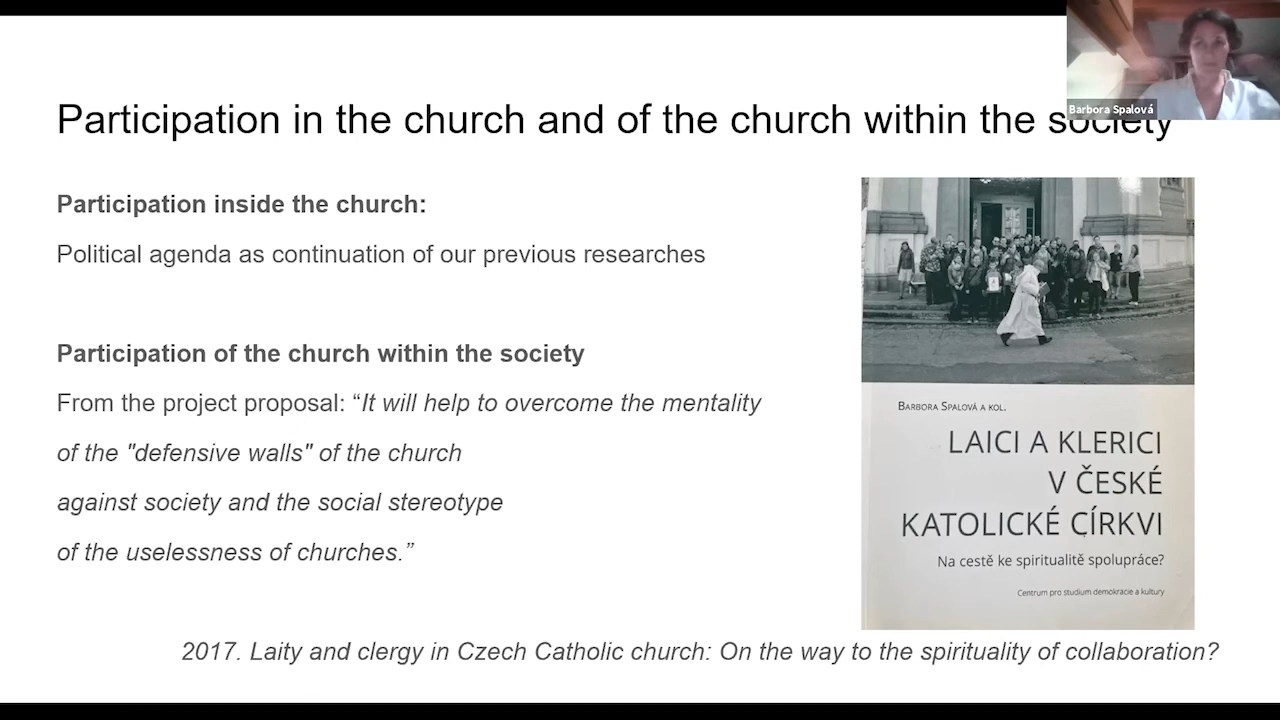 Barbora Spalová
Participation in the church and of the church within the society
Participation inside the church:
Political agenda as continuation of our previous researches
Participation of the church within the society
From the project proposal: “It will help to overcome the mentality
of the "defensive walls" of the church
against society and the social stereotype
of the uselessness of churches.”
BARBORA SPALOVÁ A KOL.
LAICI A KLERICI
V ČESKÉ
KATOLICKÉ CÍRKVI
Na cestě ke spiritualitě spolupráce?
Centrum pro studium demokracie a kultury
2017. Laity and clergy in Czech Catholic church: On the way to the spirituality of collaboration?